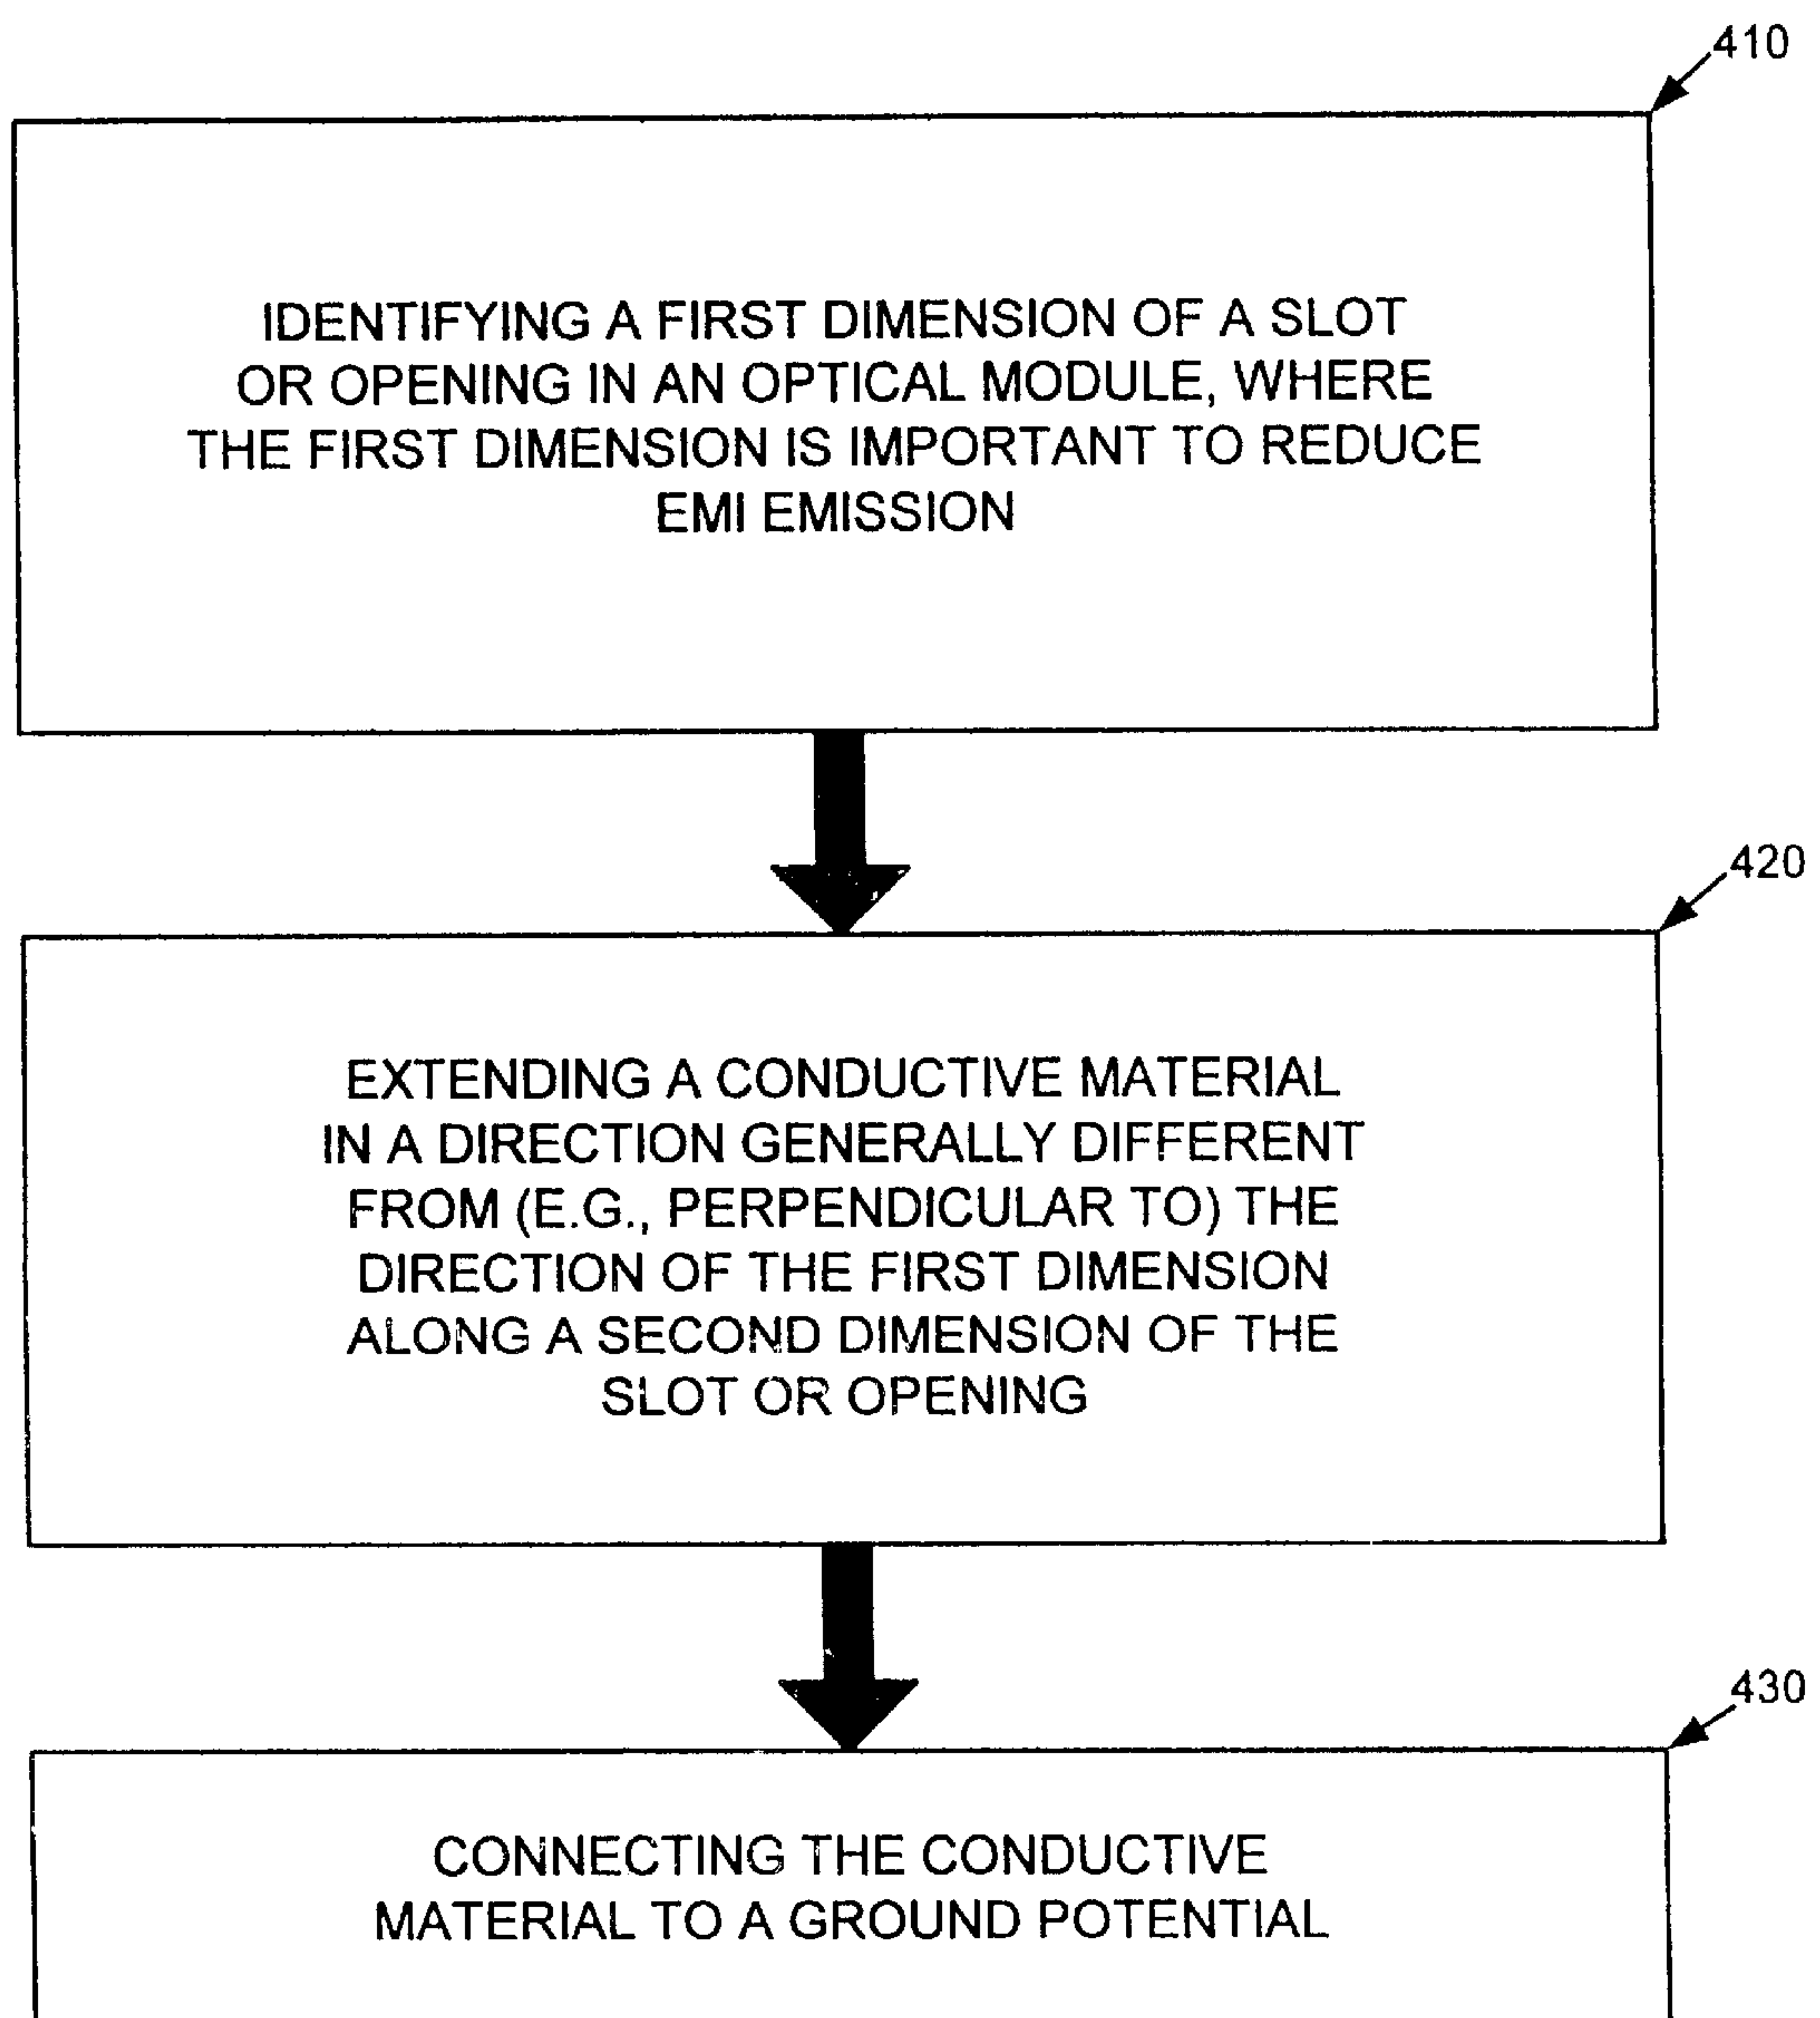 410
IDENTIFYING A FIRST DIMENSION OF A SLOT
OR OPENING IN AN OPTICAL MODULE, WHERE
THE FIRST DIMENSION IS IMPORTANT TO REDUCE
EMI EMISSION
420
EXTENDING A CONDUCTIVE MATERIAL
IN A DIRECTION GENERALLY DIFFERENT
FROM (E.G., PERPENDICULAR TO) THE
DIRECTION OF THE FIRST DIMENSION
ALONG A SECOND DIMENSION OF THE
SLOT OR OPENING
430
CONNECTING THE CONDUCTIVE
MATERIAL TO A GROUND POTENTIAL